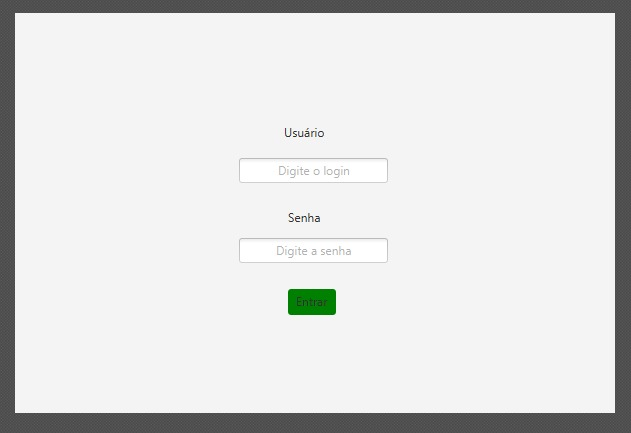 Usuário
Digite o login
Senha
Digite a senha
Entrar